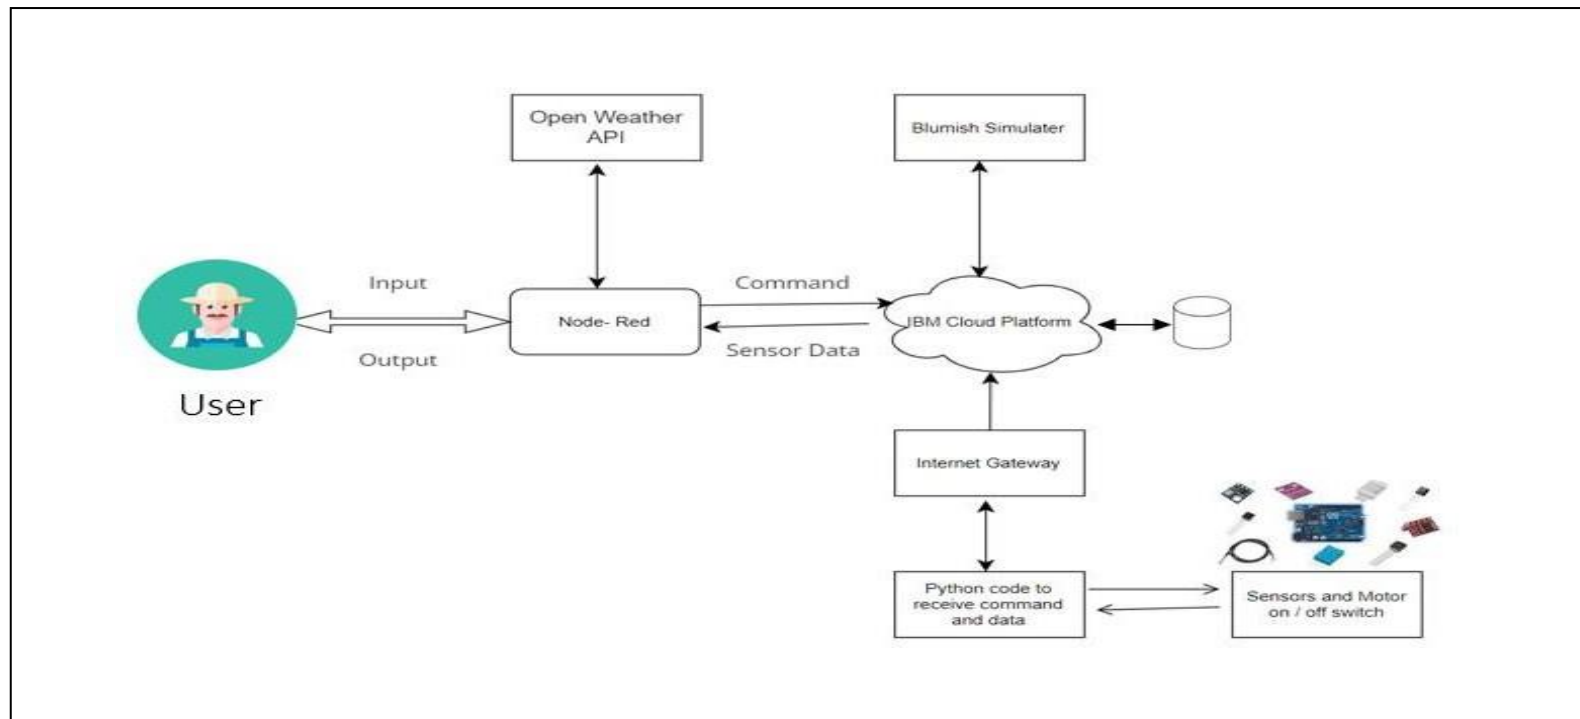 Open Weather
API
Blumish Simulater
Input
Command
Node- Red
IBM Cloud Platform
Output
Sensor Data
User
Internet Gateway
Python code to
receive command
and data
Sensors and Motor
on / off switch